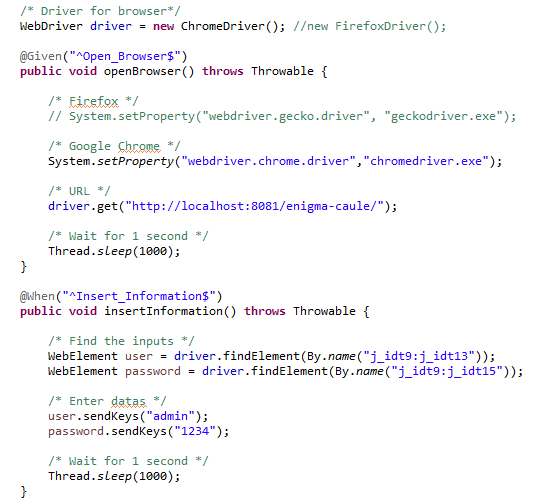 /* Driver for browser*/
WebDriver driver = new ChromeDriver(); //new FirefoxDriver();
@Given("^Open_Browser$")
public void openBrowser() throws Throwable {
/* Firefox */
// System.setProperty("webdriver.gecko.driver", "geckodriver.exe");
/* Google Chrome */
System.setProperty("webdriver.chrome.driver","chromedriver.exe");
/* URL */
driver.get("http://localhost:8081/enigma-caule/");
/* Wait for 1 second */
Thread.sleep(1000);
}
@When("^Insert_Information$")
public void insertInformation() throws Throwable {
/* Find the inputs */
WebElement user = driver.findElement(By.name("j_idt9:j_idt13"));
WebElement password = driver.findElement(By.name("j_idt9:j_idt15"));
/* Enter datas */
user.sendKeys("admin");
password.sendKeys("1234");
/* Wait for 1 second */
Thread.sleep(1000);
}